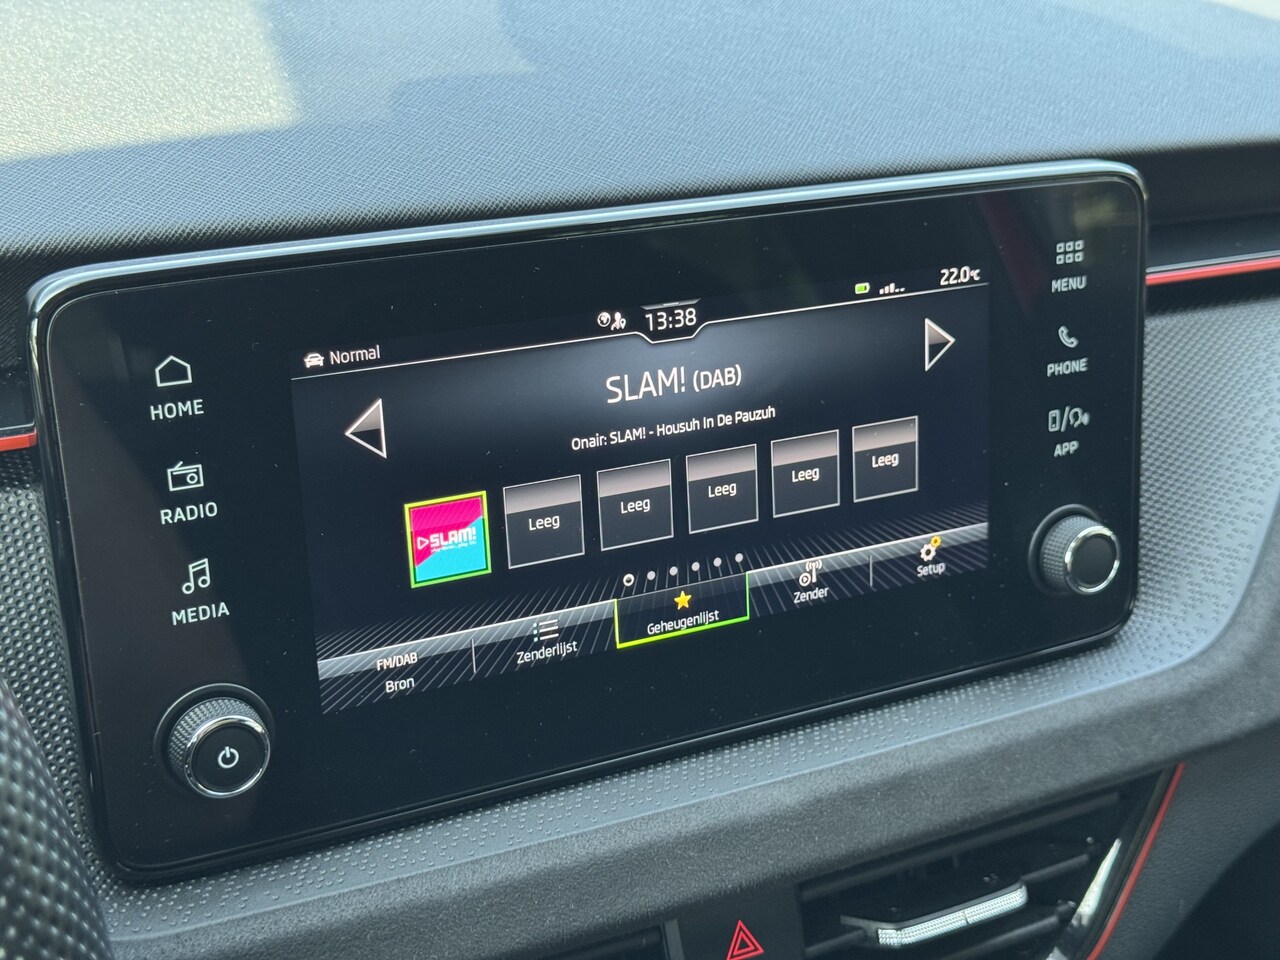 Normal
13:38
22.0°C
SLAM! (DAB)
Onair: SLAM! - Housuh In De Pauzuh
SLAM!
Leeg
Leeg
Leeg
Leeg
Leeg
FM/DAB
Bron
Zenderlijst
Geheugenlijst
Zender
Setup
HOME
RADIO
MEDIA
MENU
PHONE
APP